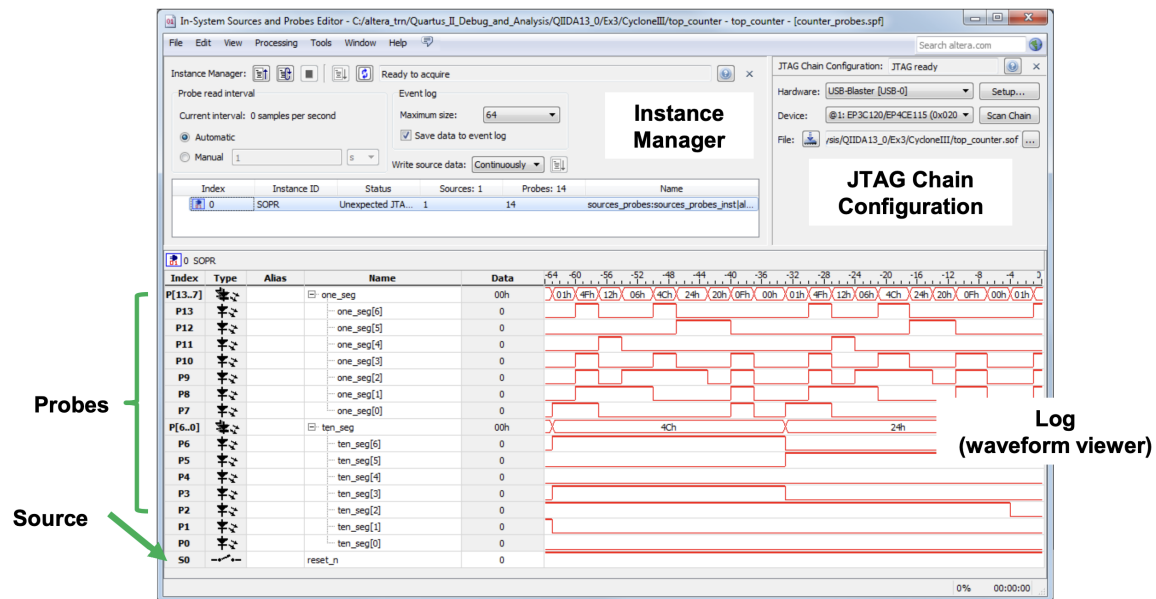 In-System Sources and Probes Editor - C:/altera_trn/Quartus_II_Debug_and_Analysis/QIIDA13_0/Ex3/CycloneIII/top_counter - top_counter - [counter_probes.spf]
File Edit View Processing Tools Window Help
Search altera.com
Instance Manager: Ready to acquire
Probe read interval
Current interval: 0 samples per second
Automatic
Manual 1 s
Event log
Maximum size: 64
Save data to event log
Write source data: Continuously
Instance
Manager
Index Instance ID Status Sources: 1 Probes: 14 Name
0 SOPR Unexpected JTA... 1 14 sources_probes:sources_probes_inst|al...
JTAG Chain Configuration: JTAG ready
Hardware: USB-Blaster [USB-0] Setup...
Device: @1: EP3C120/EP4CE115 (0x020 Scan Chain
File: /sis/QIIDA13_0/Ex3/CycloneIII/top_counter.sof ...
JTAG Chain
Configuration
0 SOPR
Index Type Alias Name Data -64 -60 -56 -52 -48 -44 -40 -36 -32 -28 -24 -20 -16 -12 -8 -4 0
P[13..7] one_seg 00h 01h 4Fh 12h 06h 4Ch 24h 20h 0Fh 00h 01h 4Fh 12h 06h 4Ch 24h 20h 0Fh 00h 01h
P13 one_seg[6] 0
P12 one_seg[5] 0
P11 one_seg[4] 0
P10 one_seg[3] 0
P9 one_seg[2] 0
P8 one_seg[1] 0
P7 one_seg[0] 0
P[6..0] ten_seg 00h 4Ch 24h
P6 ten_seg[6] 0
P5 ten_seg[5] 0
P4 ten_seg[4] 0
P3 ten_seg[3] 0
P2 ten_seg[2] 0
P1 ten_seg[1] 0
P0 ten_seg[0] 0
S0 reset_n 0
Probes
Source
Log
(waveform viewer)
0% 00:00:00